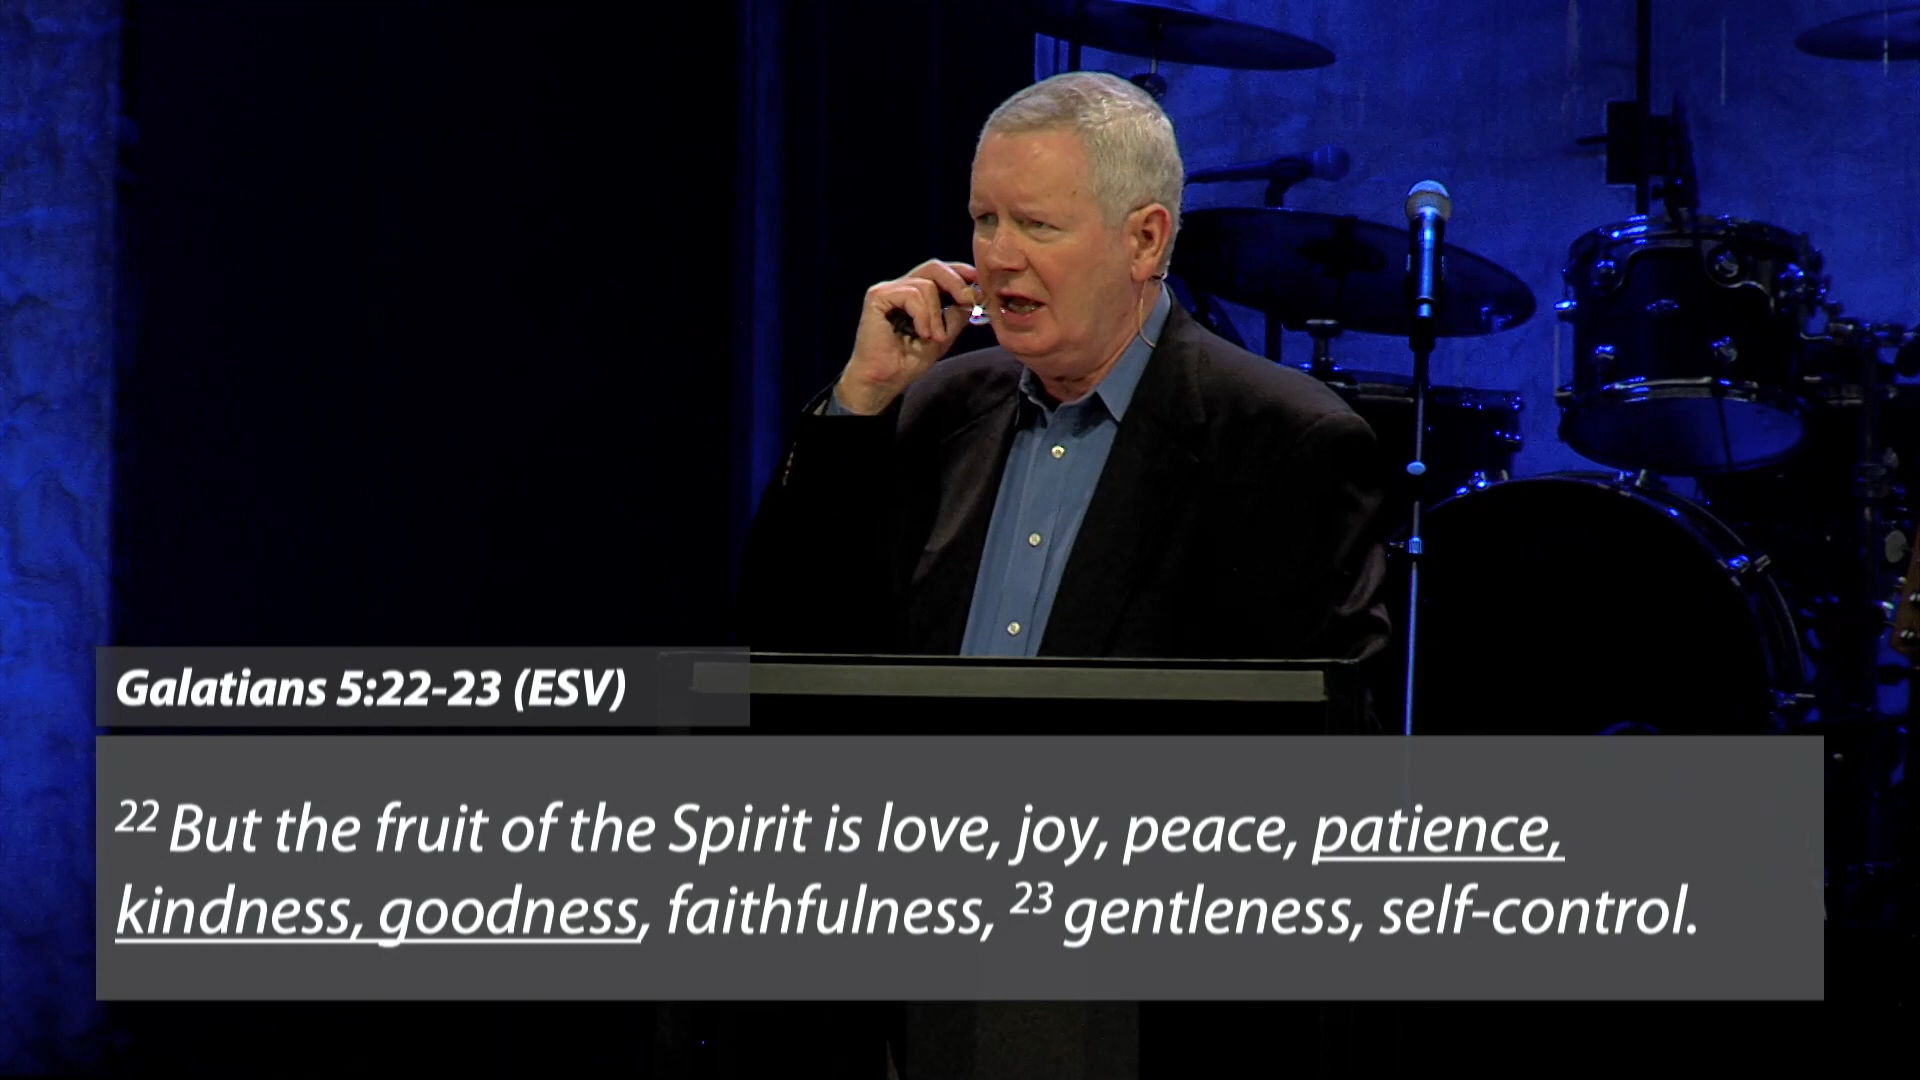 Galatians 5:22-23 (ESV)
22 But the fruit of the Spirit is love, joy, peace, patience,
kindness, goodness, faithfulness, 23 gentleness, self-control.